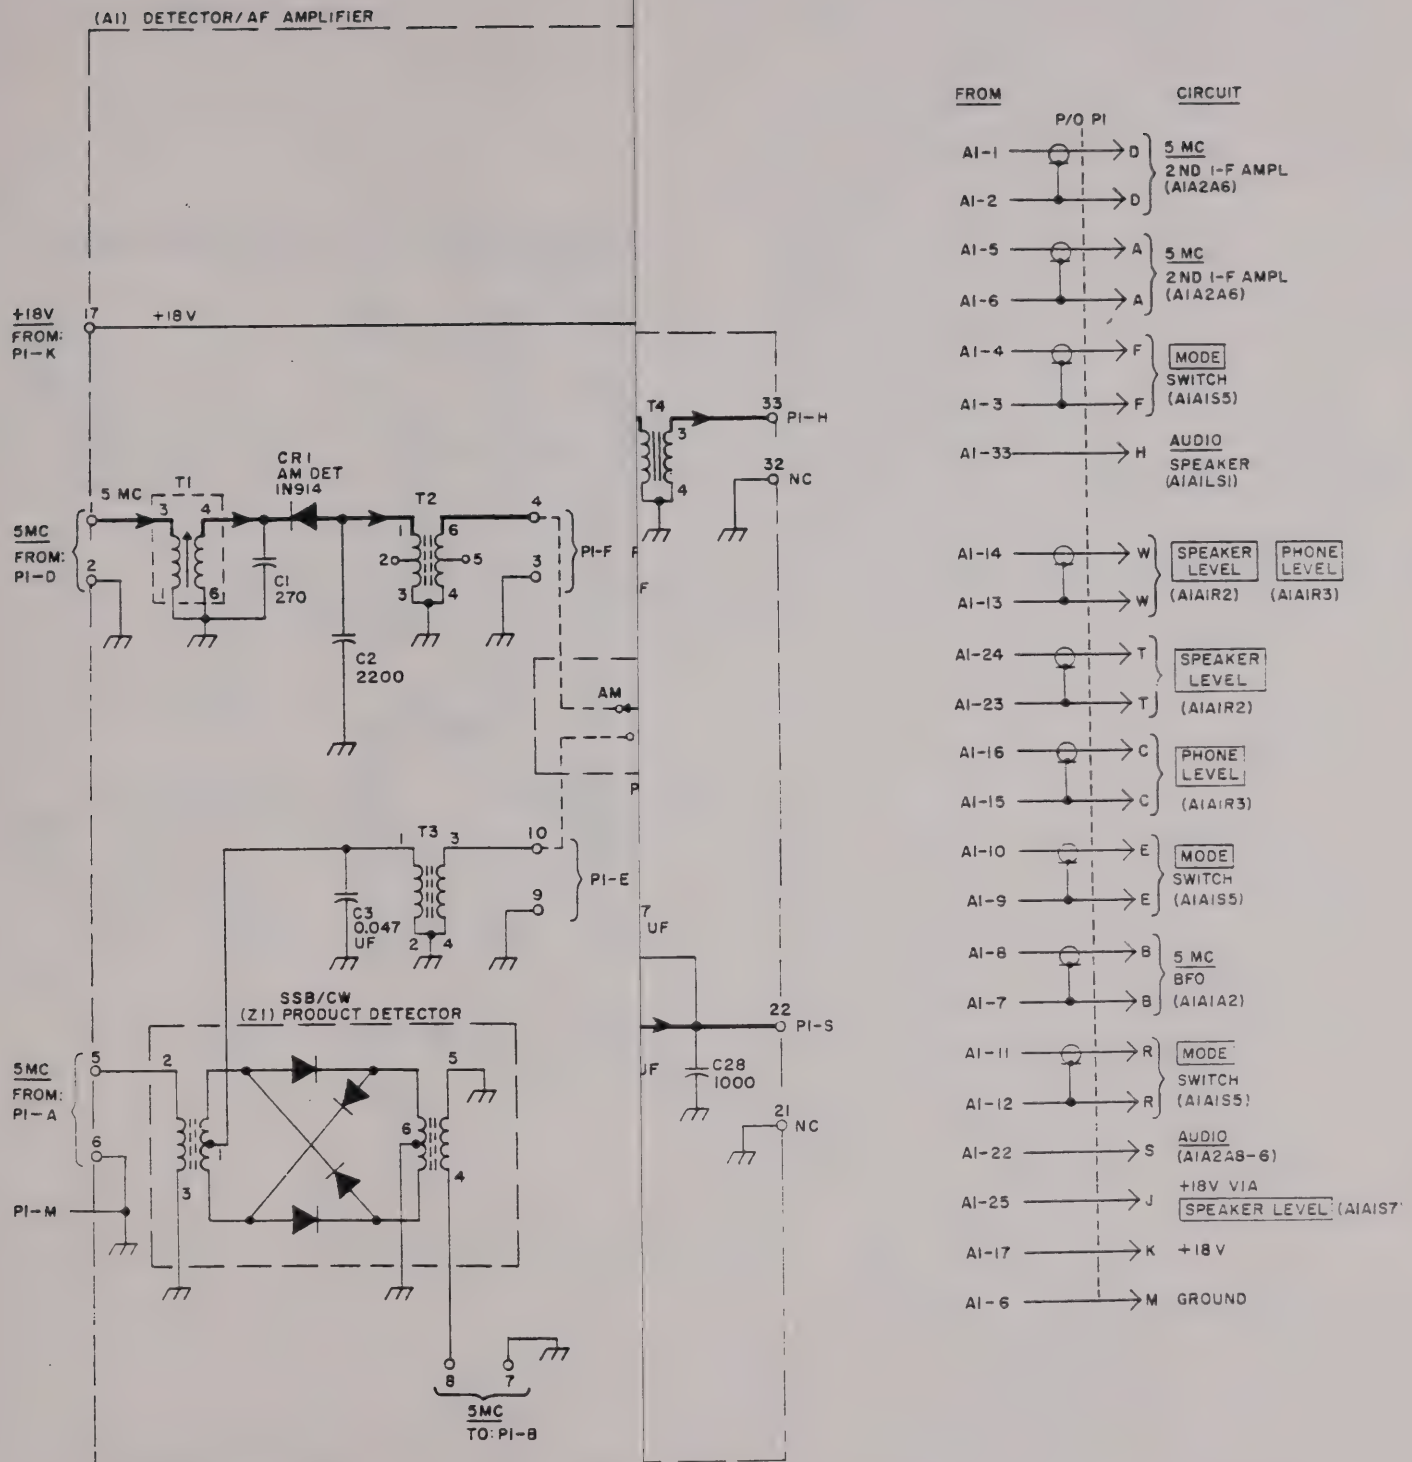 (A1) DETECTOR/AF AMPLIFIER
+18V
FROM:
P1-K
17
+18V
5MC
FROM:
P1-D
2
5 MC
T1
3
4
1
6
C1
270
CR1
AM DET
1N914
C2
2200
T2
1
2
3
6
5
4
4
3
P1-F
AM
P
F
F
P
T3
1
3
2
4
C3
0.047
UF
10
9
P1-E
SSB/CW
(Z1) PRODUCT DETECTOR
5MC
FROM:
P1-A
5
6
P1-M
2
3
1
6
5
4
8
7
5MC
TO: P1-B
T4
3
4
33
P1-H
32
NC
7
UF
UF
22
P1-S
C28
1000
21
NC
FROM
CIRCUIT
P/O P1
A1-1
D
5 MC
2ND I-F AMPL
(A1A2A6)
A1-2
D
A1-5
A
5 MC
2ND I-F AMPL
(A1A2A6)
A1-6
A
A1-4
F
MODE
SWITCH
(A1A1S5)
A1-3
F
A1-33
H
AUDIO
SPEAKER
(A1A1LS1)
A1-14
W
SPEAKER LEVEL
PHONE LEVEL
(A1A1R2)
(A1A1R3)
A1-13
W
A1-24
T
SPEAKER
LEVEL
(A1A1R2)
A1-23
T
A1-16
C
PHONE
LEVEL
(A1A1R3)
A1-15
C
A1-10
E
MODE
SWITCH
(A1A1S5)
A1-9
E
A1-8
B
5 MC
BFO
(A1A1A2)
A1-7
B
A1-11
R
MODE
SWITCH
(A1A1S5)
A1-12
R
A1-22
S
AUDIO
(A1A2A8-6)
A1-25
J
+18V VIA
SPEAKER LEVEL (A1A1S7
A1-17
K
+18V
A1-6
M
GROUND